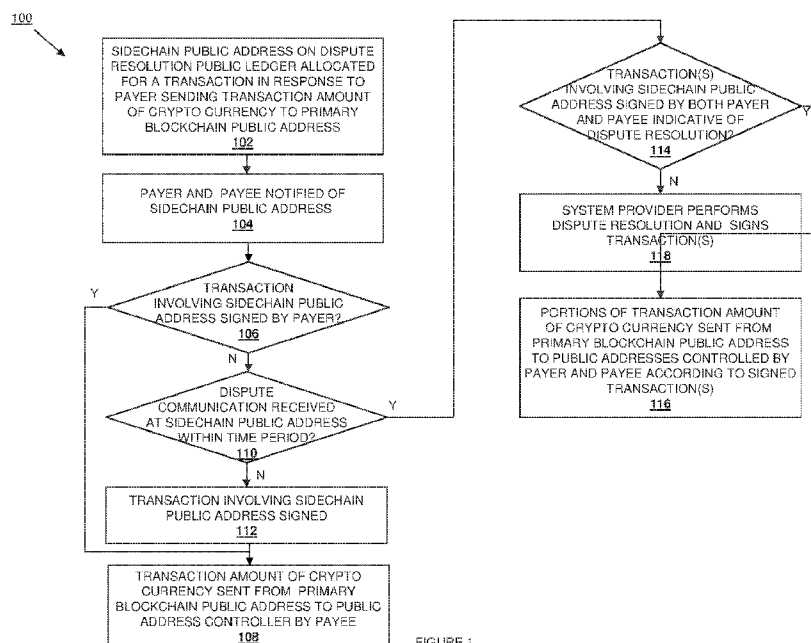 100
SIDECHAIN PUBLIC ADDRESS ON DISPUTE
RESOLUTION PUBLIC LEDGER ALLOCATED
FOR A TRANSACTION IN RESPONSE TO
PAYER SENDING TRANSACTION AMOUNT
OF CRYPTO CURRENCY TO PRIMARY
BLOCKCHAIN PUBLIC ADDRESS
102
PAYER AND PAYEE NOTIFIED OF
SIDECHAIN PUBLIC ADDRESS
104
TRANSACTION
INVOLVING SIDECHAIN PUBLIC
ADDRESS SIGNED BY PAYER?
106
Y
N
DISPUTE
COMMUNICATION RECEIVED
AT SIDECHAIN PUBLIC ADDRESS
WITHIN TIME PERIOD?
110
Y
N
TRANSACTION INVOLVING SIDECHAIN
PUBLIC ADDRESS SIGNED
112
TRANSACTION AMOUNT OF CRYPTO
CURRENCY SENT FROM PRIMARY
BLOCKCHAIN PUBLIC ADDRESS TO PUBLIC
ADDRESS CONTROLLER BY PAYEE
108
TRANSACTION(S)
INVOLVING SIDECHAIN PUBLIC
ADDRESS SIGNED BY BOTH PAYER
AND PAYEE INDICATIVE OF
DISPUTE RESOLUTION?
114
Y
N
SYSTEM PROVIDER PERFORMS
DISPUTE RESOLUTION AND SIGNS
TRANSACTION(S)
118
PORTIONS OF TRANSACTION AMOUNT
OF CRYPTO CURRENCY SENT FROM
PRIMARY BLOCKCHAIN PUBLIC ADDRESS
TO PUBLIC ADDRESSES CONTROLLED BY
PAYER AND PAYEE ACCORDING TO SIGNED
TRANSACTION(S)
116
FIGURE 1